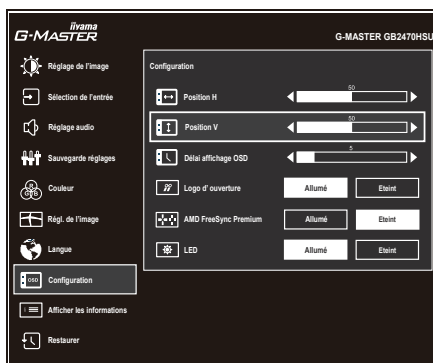 iiyama
G-MASTER
G-MASTER GB2470HSU
Réglage de l'image
Sélection de l'entrée
Réglage audio
Sauvegarde réglages
Couleur
Régl. de l'image
Langue
OSD Configuration
Afficher les informations
Restaurer
Configuration
Position H 50
Position V 50
Délai affichage OSD 5
Logo d' ouverture Allumé Eteint
AMD FreeSync Premium Allumé Eteint
LED Allumé Eteint